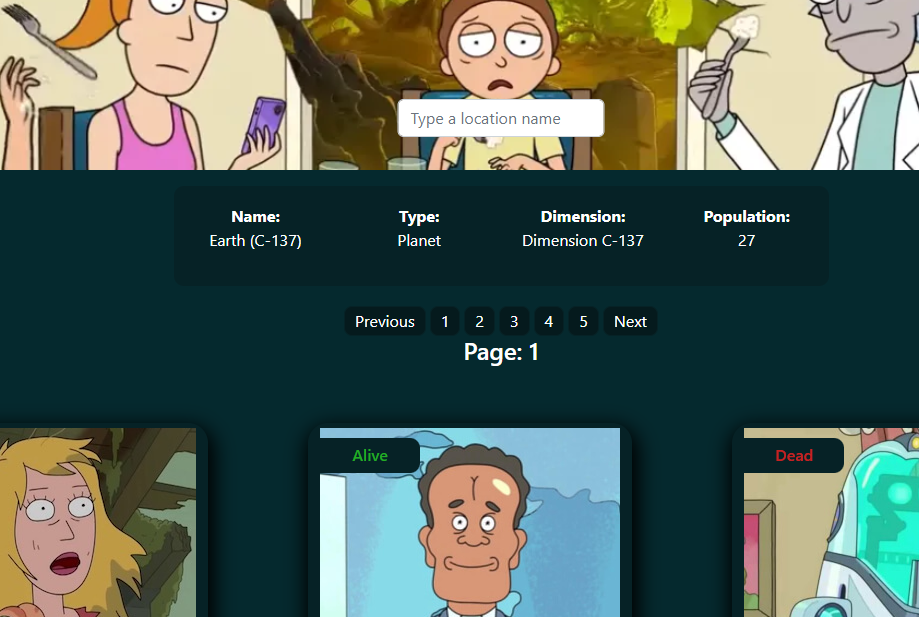 Type a location name
Name: Type: Dimension: Population:
Earth (C-137) Planet Dimension C-137 27
Previous 1 2 3 4 5 Next
Page: 1
Alive Dead